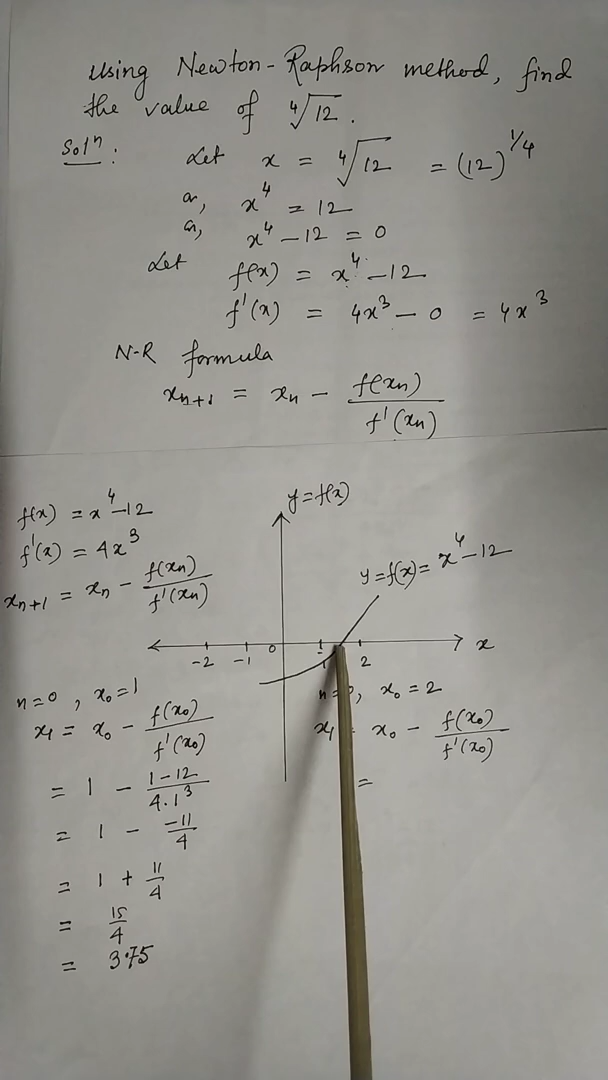 Using Newton-Raphson method, find
the value of ∜12.
Solⁿ: Let x = ∜12 = (12)^1/4
or, x⁴ = 12
or, x⁴ – 12 = 0
Let f(x) = x⁴ – 12
f'(x) = 4x³ – 0 = 4x³
N-R formula
xₙ₊₁ = xₙ – f(xₙ)/f'(xₙ)
f(x) = x⁴–12
f'(x) = 4x³
xₙ₊₁ = xₙ – f(xₙ)/f'(xₙ)
n=0, x₀=1
x₁ = x₀ – f(x₀)/f'(x₀)
= 1 – (1–12)/(4.1³)
= 1 – (–11)/4
= 1 + 11/4
= 15/4
= 3.75
y=f(x)
y=f(x)= x⁴–12
-2 -1 0 1 2 x
n=0, x₀=2
x₁ = x₀ – f(x₀)/f'(x₀)
=